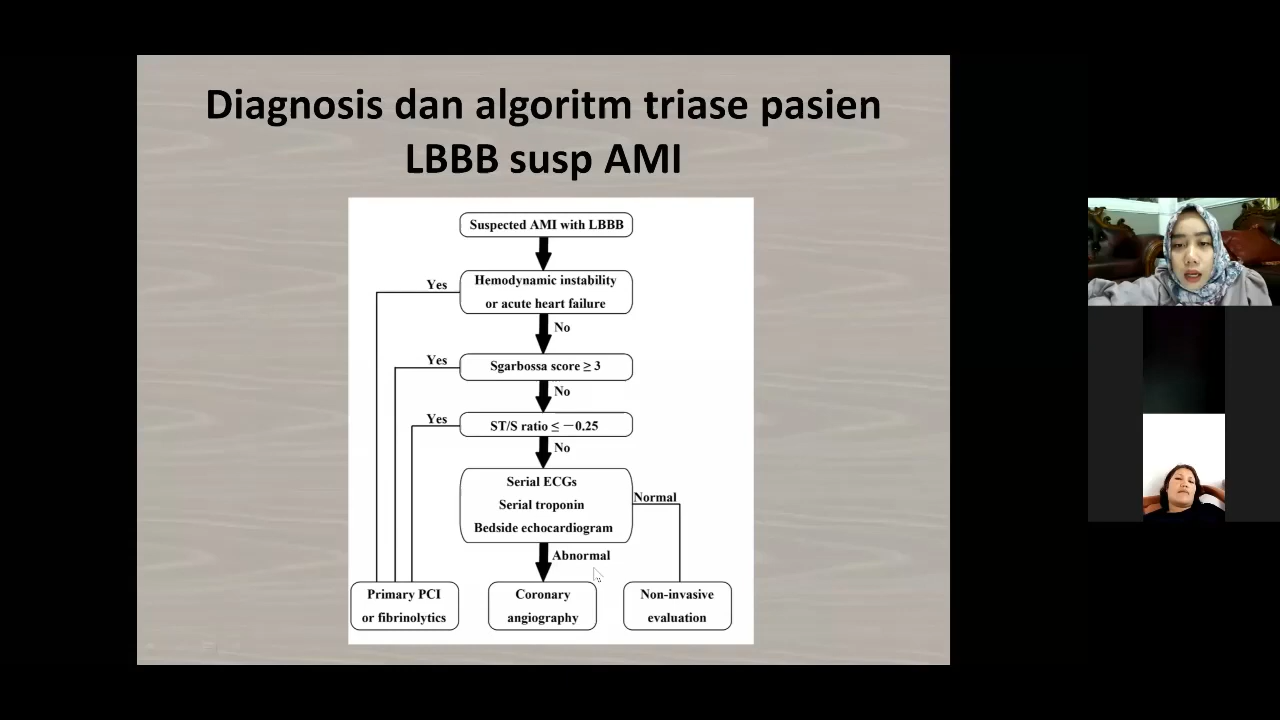 Diagnosis dan algoritm triase pasien
LBBB susp AMI
Suspected AMI with LBBB
Hemodynamic instability
or acute heart failure
Yes
No
Sgarbossa score ≥ 3
Yes
No
ST/S ratio ≤ −0.25
Yes
No
Serial ECGs
Serial troponin
Bedside echocardiogram
Normal
Abnormal
Primary PCI
or fibrinolytics
Coronary
angiography
Non-invasive
evaluation